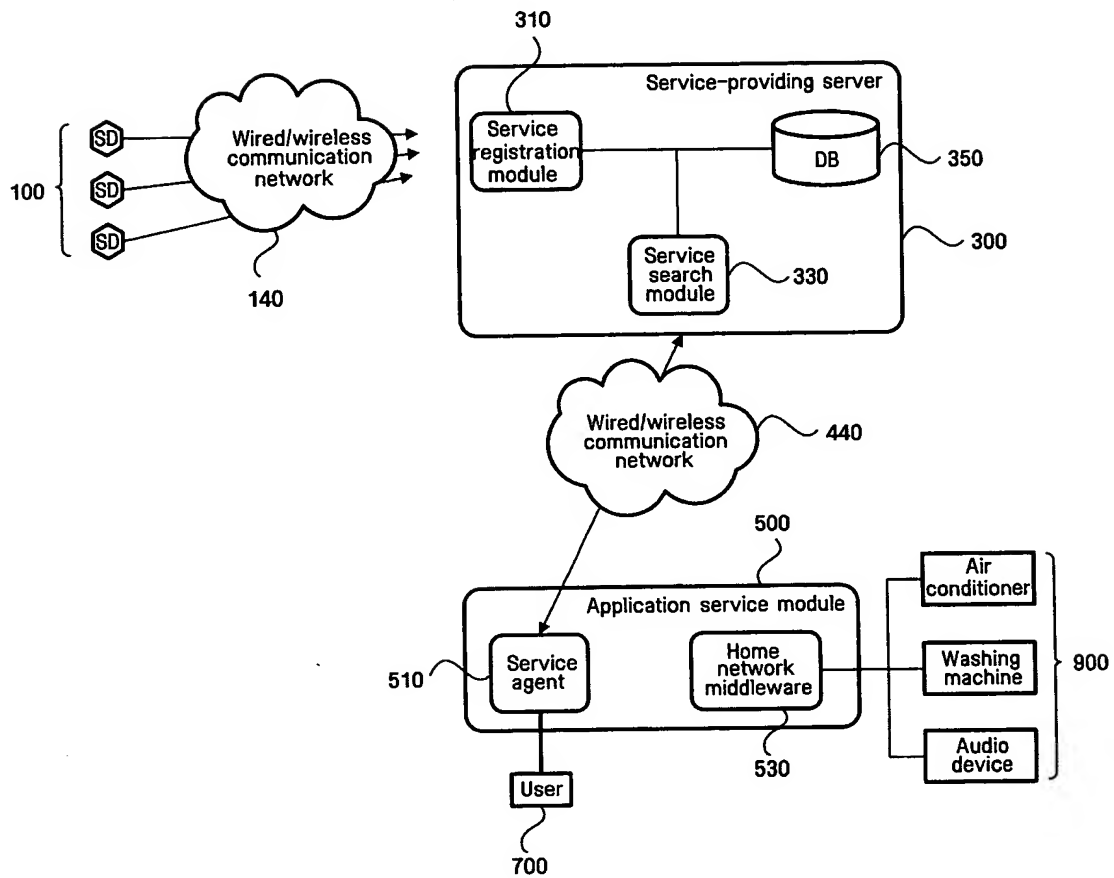 310
Service-providing server
Service
registration
module
DB
350
SD
SD
SD
100
Wired/wireless
communication
network
140
300
Service
search
module
330
Wired/wireless
communication
network
440
500
Application service module
Service
agent
510
Home
network
middleware
530
Air
conditioner
Washing
machine
Audio
device
900
User
700